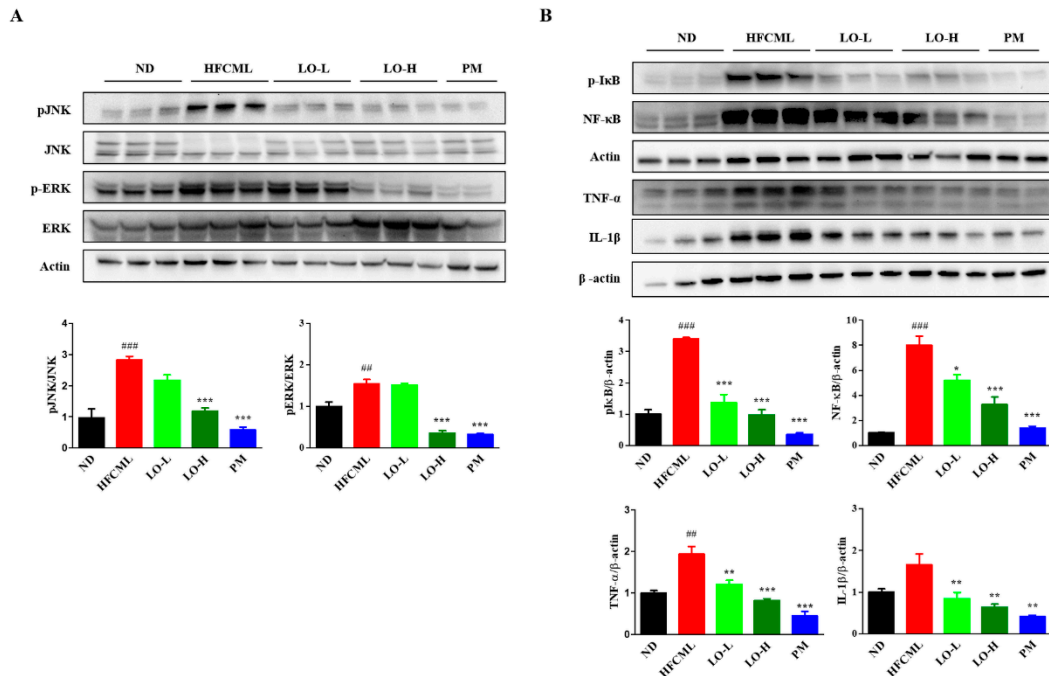 A
ND HFCML LO-L LO-H PM
pJNK
JNK
p-ERK
ERK
Actin
pJNK/JNK
4
3
2
1
0
###
***
***
ND HFCML LO-L LO-H PM
pERK/ERK
3
2
1
0
##
***
***
ND HFCML LO-L LO-H PM
B
ND HFCML LO-L LO-H PM
p-IκB
NF-κB
Actin
TNF-α
IL-1β
β -actin
pIκB/β-actin
4
3
2
1
0
###
***
***
***
ND HFCML LO-L LO-H PM
NF-κB/β-actin
10
8
6
4
2
0
###
*
***
***
ND HFCML LO-L LO-H PM
TNF-α/β-actin
3
2
1
0
##
**
***
***
ND HFCML LO-L LO-H PM
IL-1β/β-actin
3
2
1
0
**
**
**
ND HFCML LO-L LO-H PM